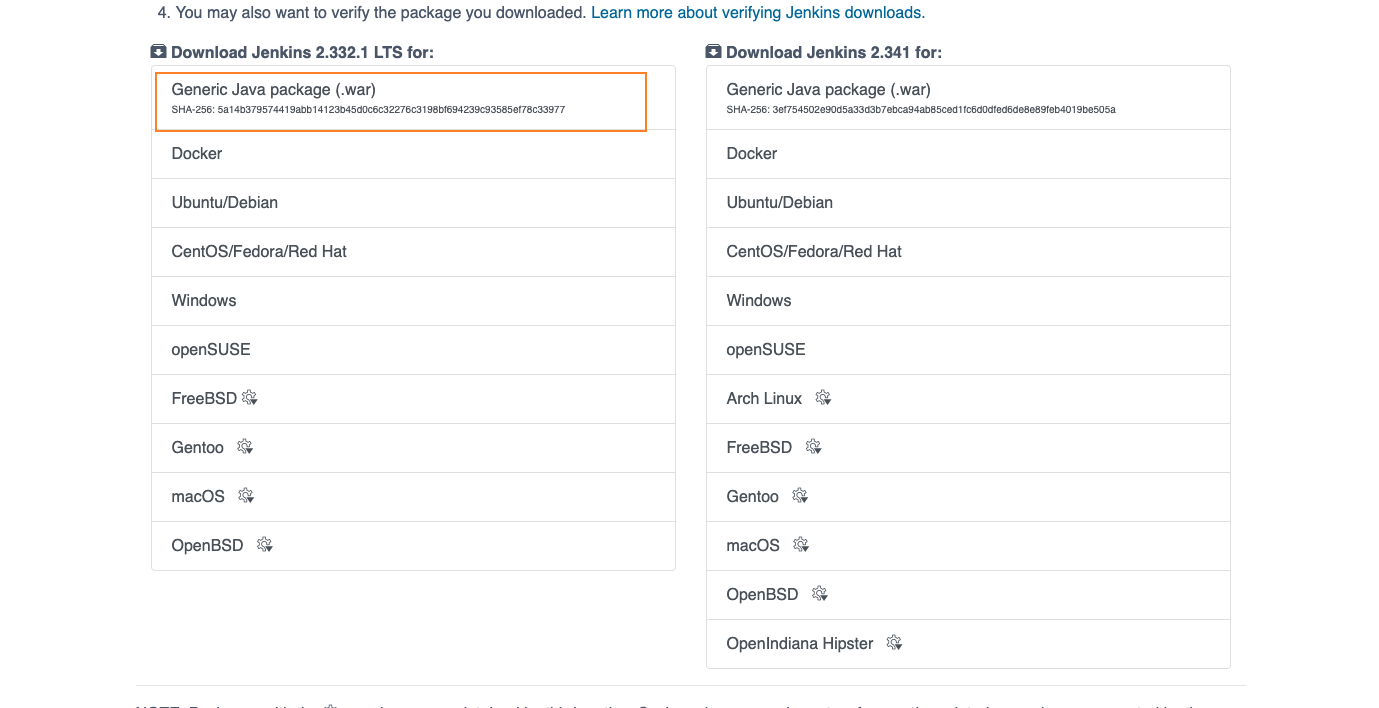 4. You may also want to verify the package you downloaded. Learn more about verifying Jenkins downloads.
Download Jenkins 2.332.1 LTS for:
Generic Java package (.war)
SHA-256: 5a14b379574419abb14123b45d0c6c32276c3198bf694239c93585ef78c33977
Docker
Ubuntu/Debian
CentOS/Fedora/Red Hat
Windows
openSUSE
FreeBSD
Gentoo
macOS
OpenBSD
Download Jenkins 2.341 for:
Generic Java package (.war)
SHA-256: 3ef754502e90d5a33d3b7ebca94ab85ced1fc6d0dfed6de8e89feb4019be505a
Docker
Ubuntu/Debian
CentOS/Fedora/Red Hat
Windows
openSUSE
Arch Linux
FreeBSD
Gentoo
macOS
OpenBSD
OpenIndiana Hipster